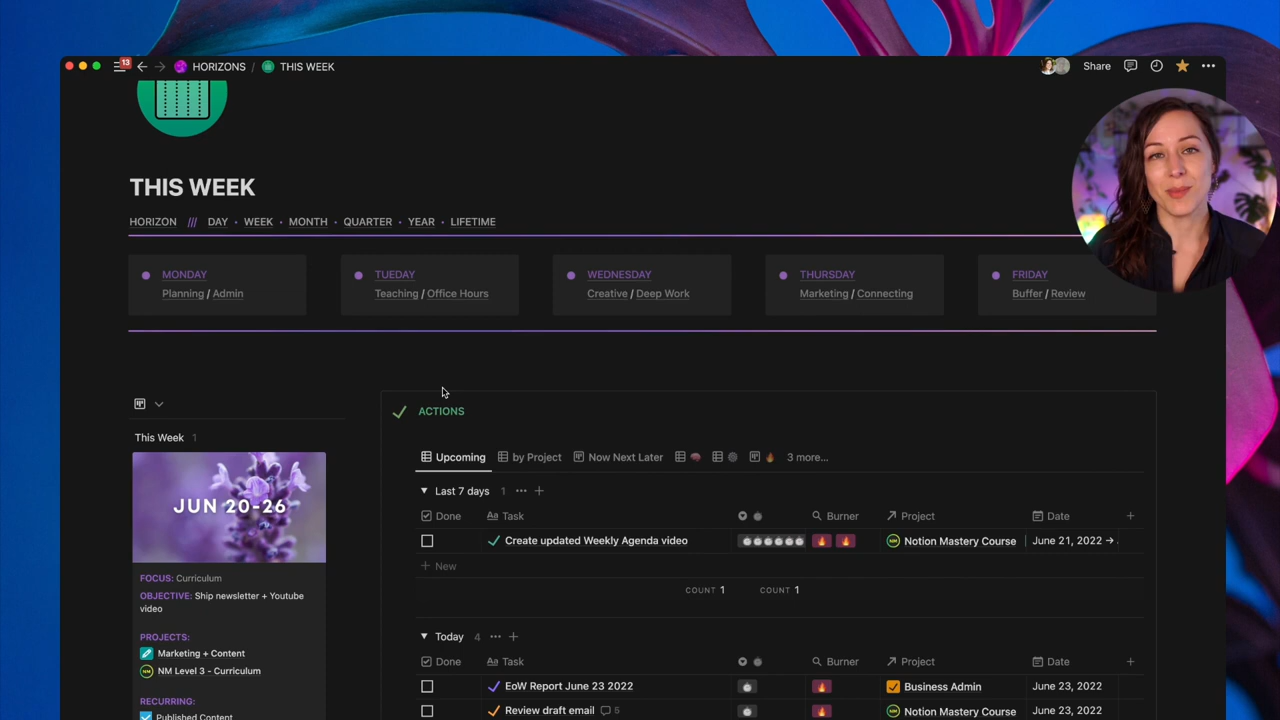 13
HORIZONS / THIS WEEK
Share
THIS WEEK
HORIZON /// DAY • WEEK • MONTH • QUARTER • YEAR • LIFETIME
MONDAY
Planning / Admin
TUEDAY
Teaching / Office Hours
WEDNESDAY
Creative / Deep Work
THURSDAY
Marketing / Connecting
FRIDAY
Buffer / Review
This Week 1
JUN 20-26
FOCUS: Curriculum
OBJECTIVE: Ship newsletter + Youtube
video
PROJECTS:
Marketing + Content
NM NM Level 3 - Curriculum
RECURRING:
Published Content
ACTIONS
Upcoming by Project Now Next Later 3 more...
Last 7 days 1 ... +
Done Aa Task Burner Project Date +
Create updated Weekly Agenda video NM Notion Mastery Course June 21, 2022 →
+ New
COUNT 1 COUNT 1
Today 4 ... +
Done Aa Task Burner Project Date +
EoW Report June 23 2022 Business Admin June 23, 2022
Review draft email 5 NM Notion Mastery Course June 23, 2022